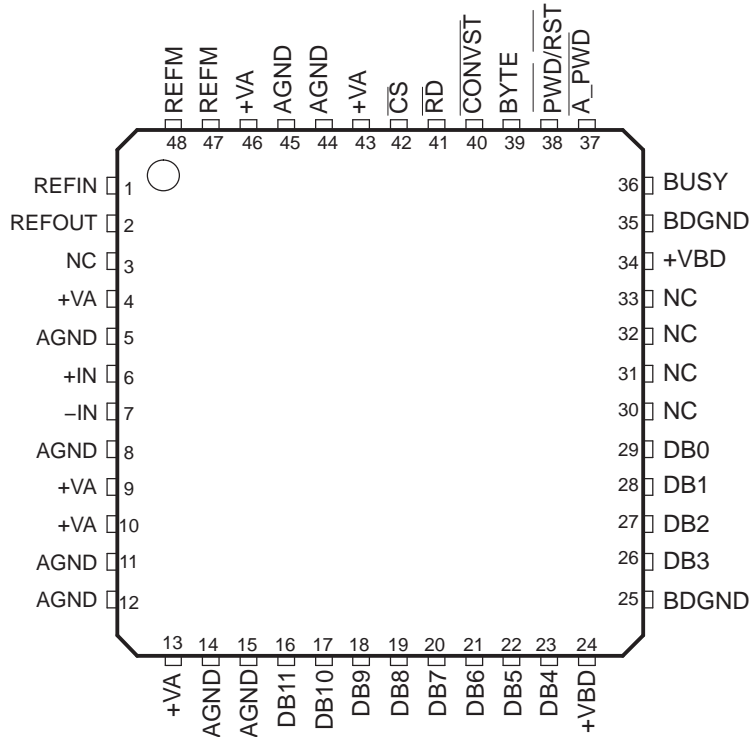 REFM
REFM
+VA
AGND
AGND
+VA
CS
RD
CONVST
BYTE
PWD/RST
A_PWD
48 47 46 45 44 43 42 41 40 39 38 37
REFIN 1
REFOUT 2
NC 3
+VA 4
AGND 5
+IN 6
–IN 7
AGND 8
+VA 9
+VA 10
AGND 11
AGND 12
36 BUSY
35 BDGND
34 +VBD
33 NC
32 NC
31 NC
30 NC
29 DB0
28 DB1
27 DB2
26 DB3
25 BDGND
13 14 15 16 17 18 19 20 21 22 23 24
+VA
AGND
AGND
DB11
DB10
DB9
DB8
DB7
DB6
DB5
DB4
+VBD